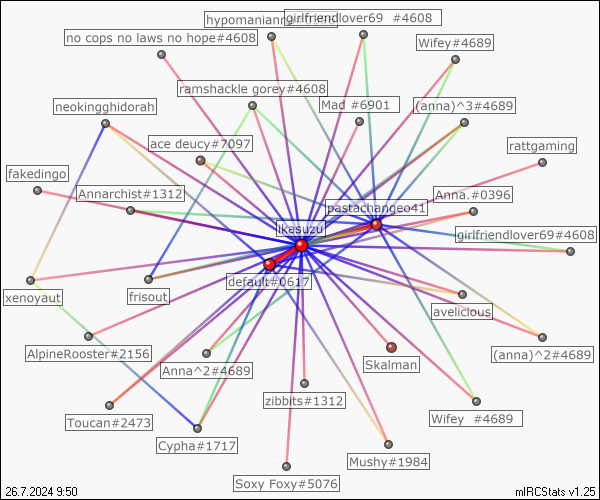 hypomaniann
girlfriendlover69 #4608
no cops no laws no hope#4608
Wifey#4689
ramshackle gorey#4608
Mad #6901
(anna)^3#4689
neokingghidorah
ace deucy#7097
rattgaming
fakedingo
Annarchist#1312
Anna.#0396
pastachange041
ikesuzu
girlfriendlover69#4608
default#0617
xenoyaut
frisout
avelicious
AlpineRooster#2156
Anna^2#4689
Skalman
(anna)^2#4689
zibbits#1312
Toucan#2473
Wifey #4689
Cypha#1717
Mushy#1984
Soxy Foxy#5076
26.7.2024 9:50
mIRCStats v1.25